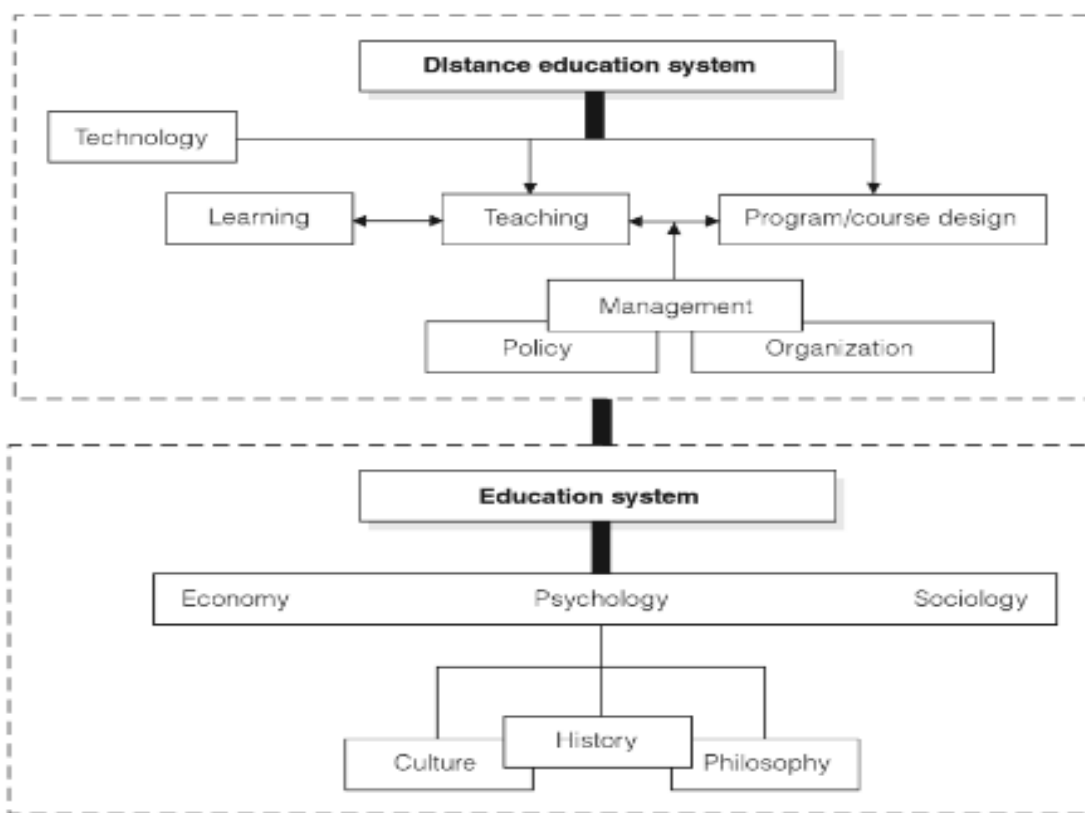 DIstance education system
Technology
Learning
Teaching
Program/course design
Management
Policy
Organization
Education system
Economy Psychology Sociology
History
Culture
Philosophy